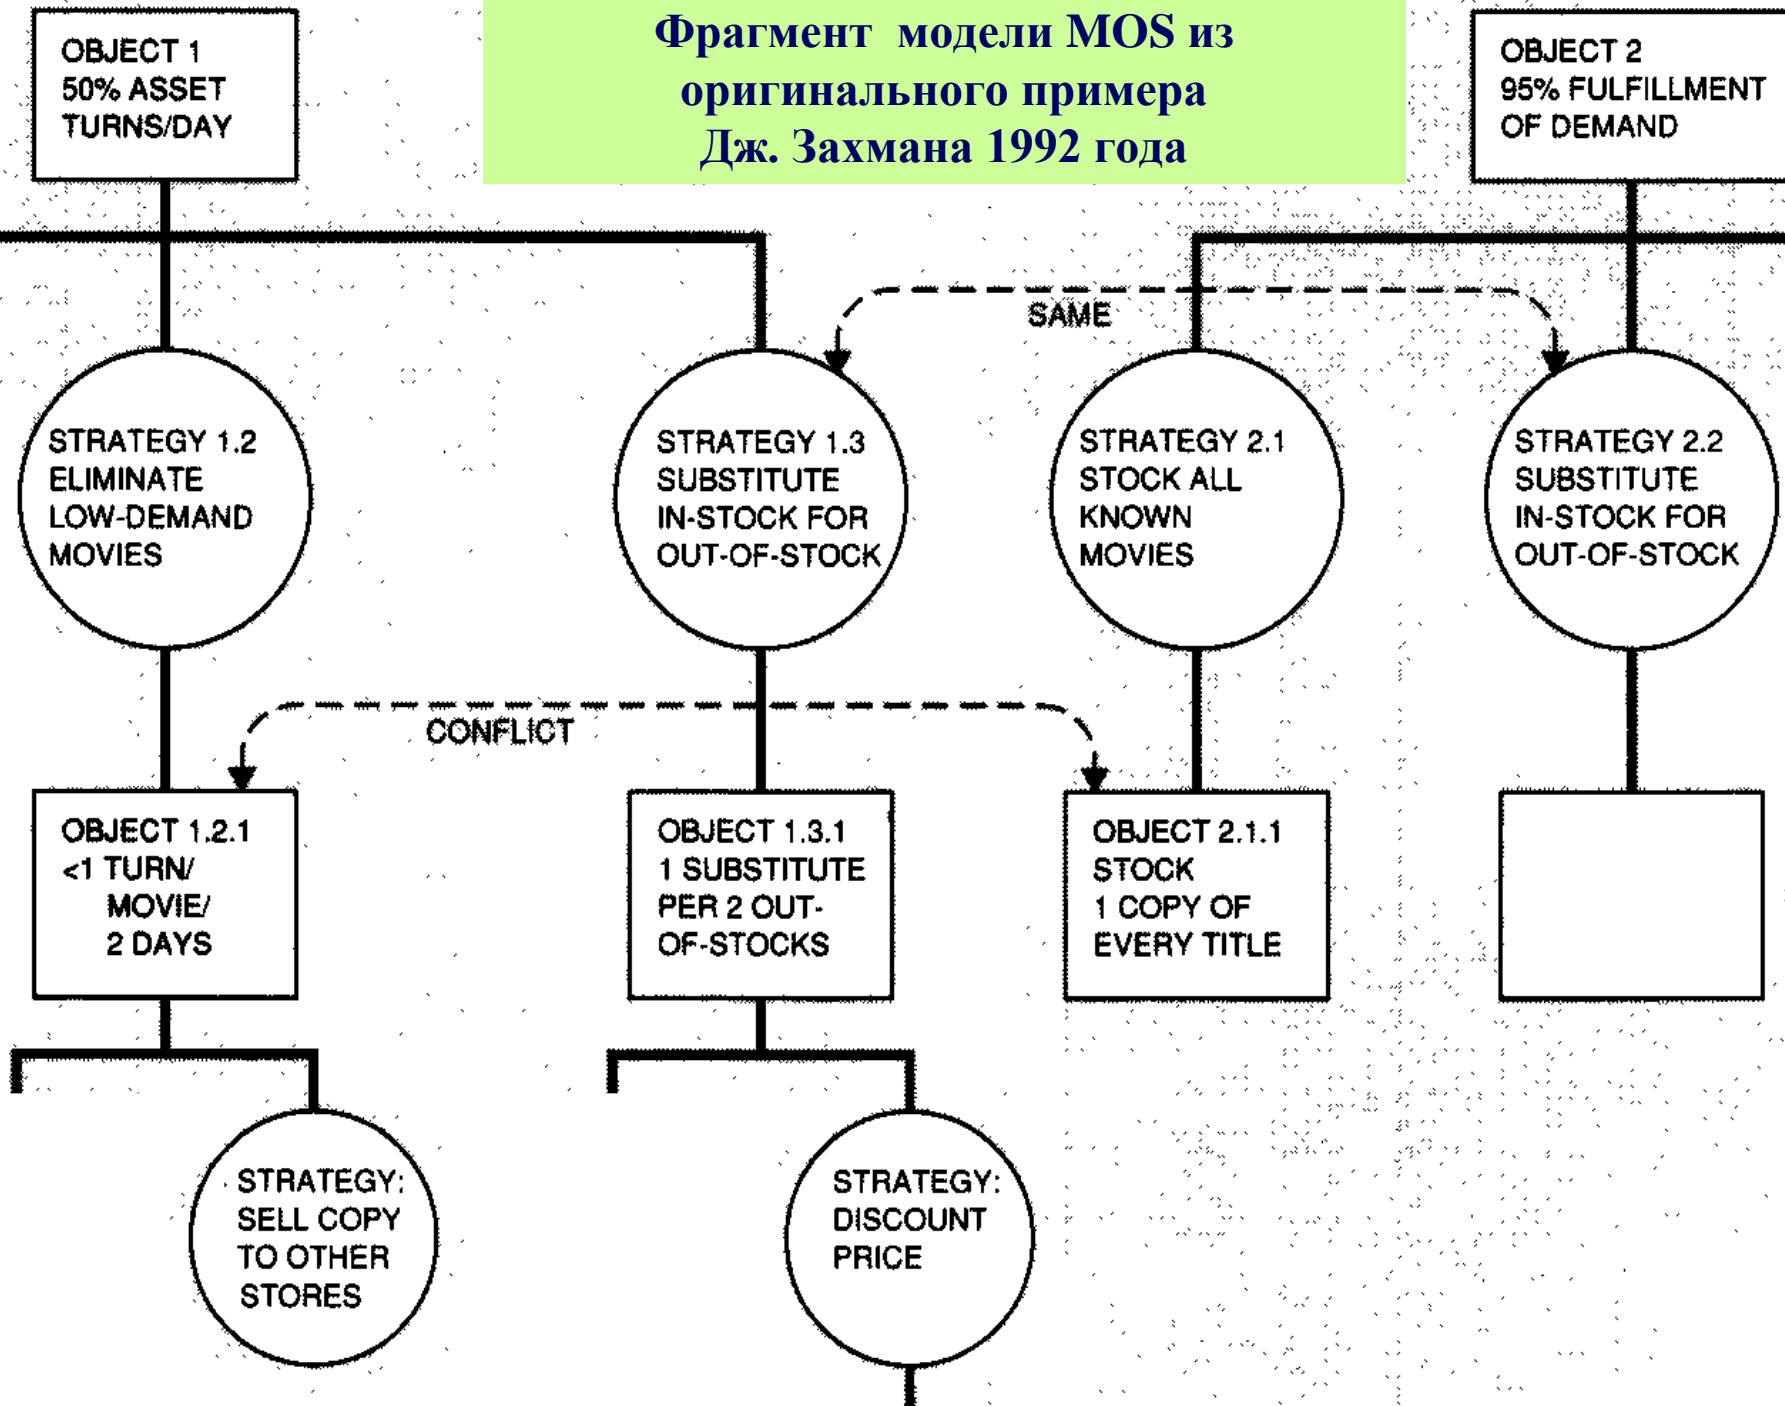 Фрагмент модели MOS из
оригинального примера
Дж. Захмана 1992 года
OBJECT 1
50% ASSET
TURNS/DAY
OBJECT 2
95% FULFILLMENT
OF DEMAND
SAME
STRATEGY 1.2
ELIMINATE
LOW-DEMAND
MOVIES
STRATEGY 1.3
SUBSTITUTE
IN-STOCK FOR
OUT-OF-STOCK
STRATEGY 2.1
STOCK ALL
KNOWN
MOVIES
STRATEGY 2.2
SUBSTITUTE
IN-STOCK FOR
OUT-OF-STOCK
CONFLICT
OBJECT 1.2.1
<1 TURN/
MOVIE/
2 DAYS
OBJECT 1.3.1
1 SUBSTITUTE
PER 2 OUT-
OF-STOCKS
OBJECT 2.1.1
STOCK
1 COPY OF
EVERY TITLE
STRATEGY:
SELL COPY
TO OTHER
STORES
STRATEGY:
DISCOUNT
PRICE